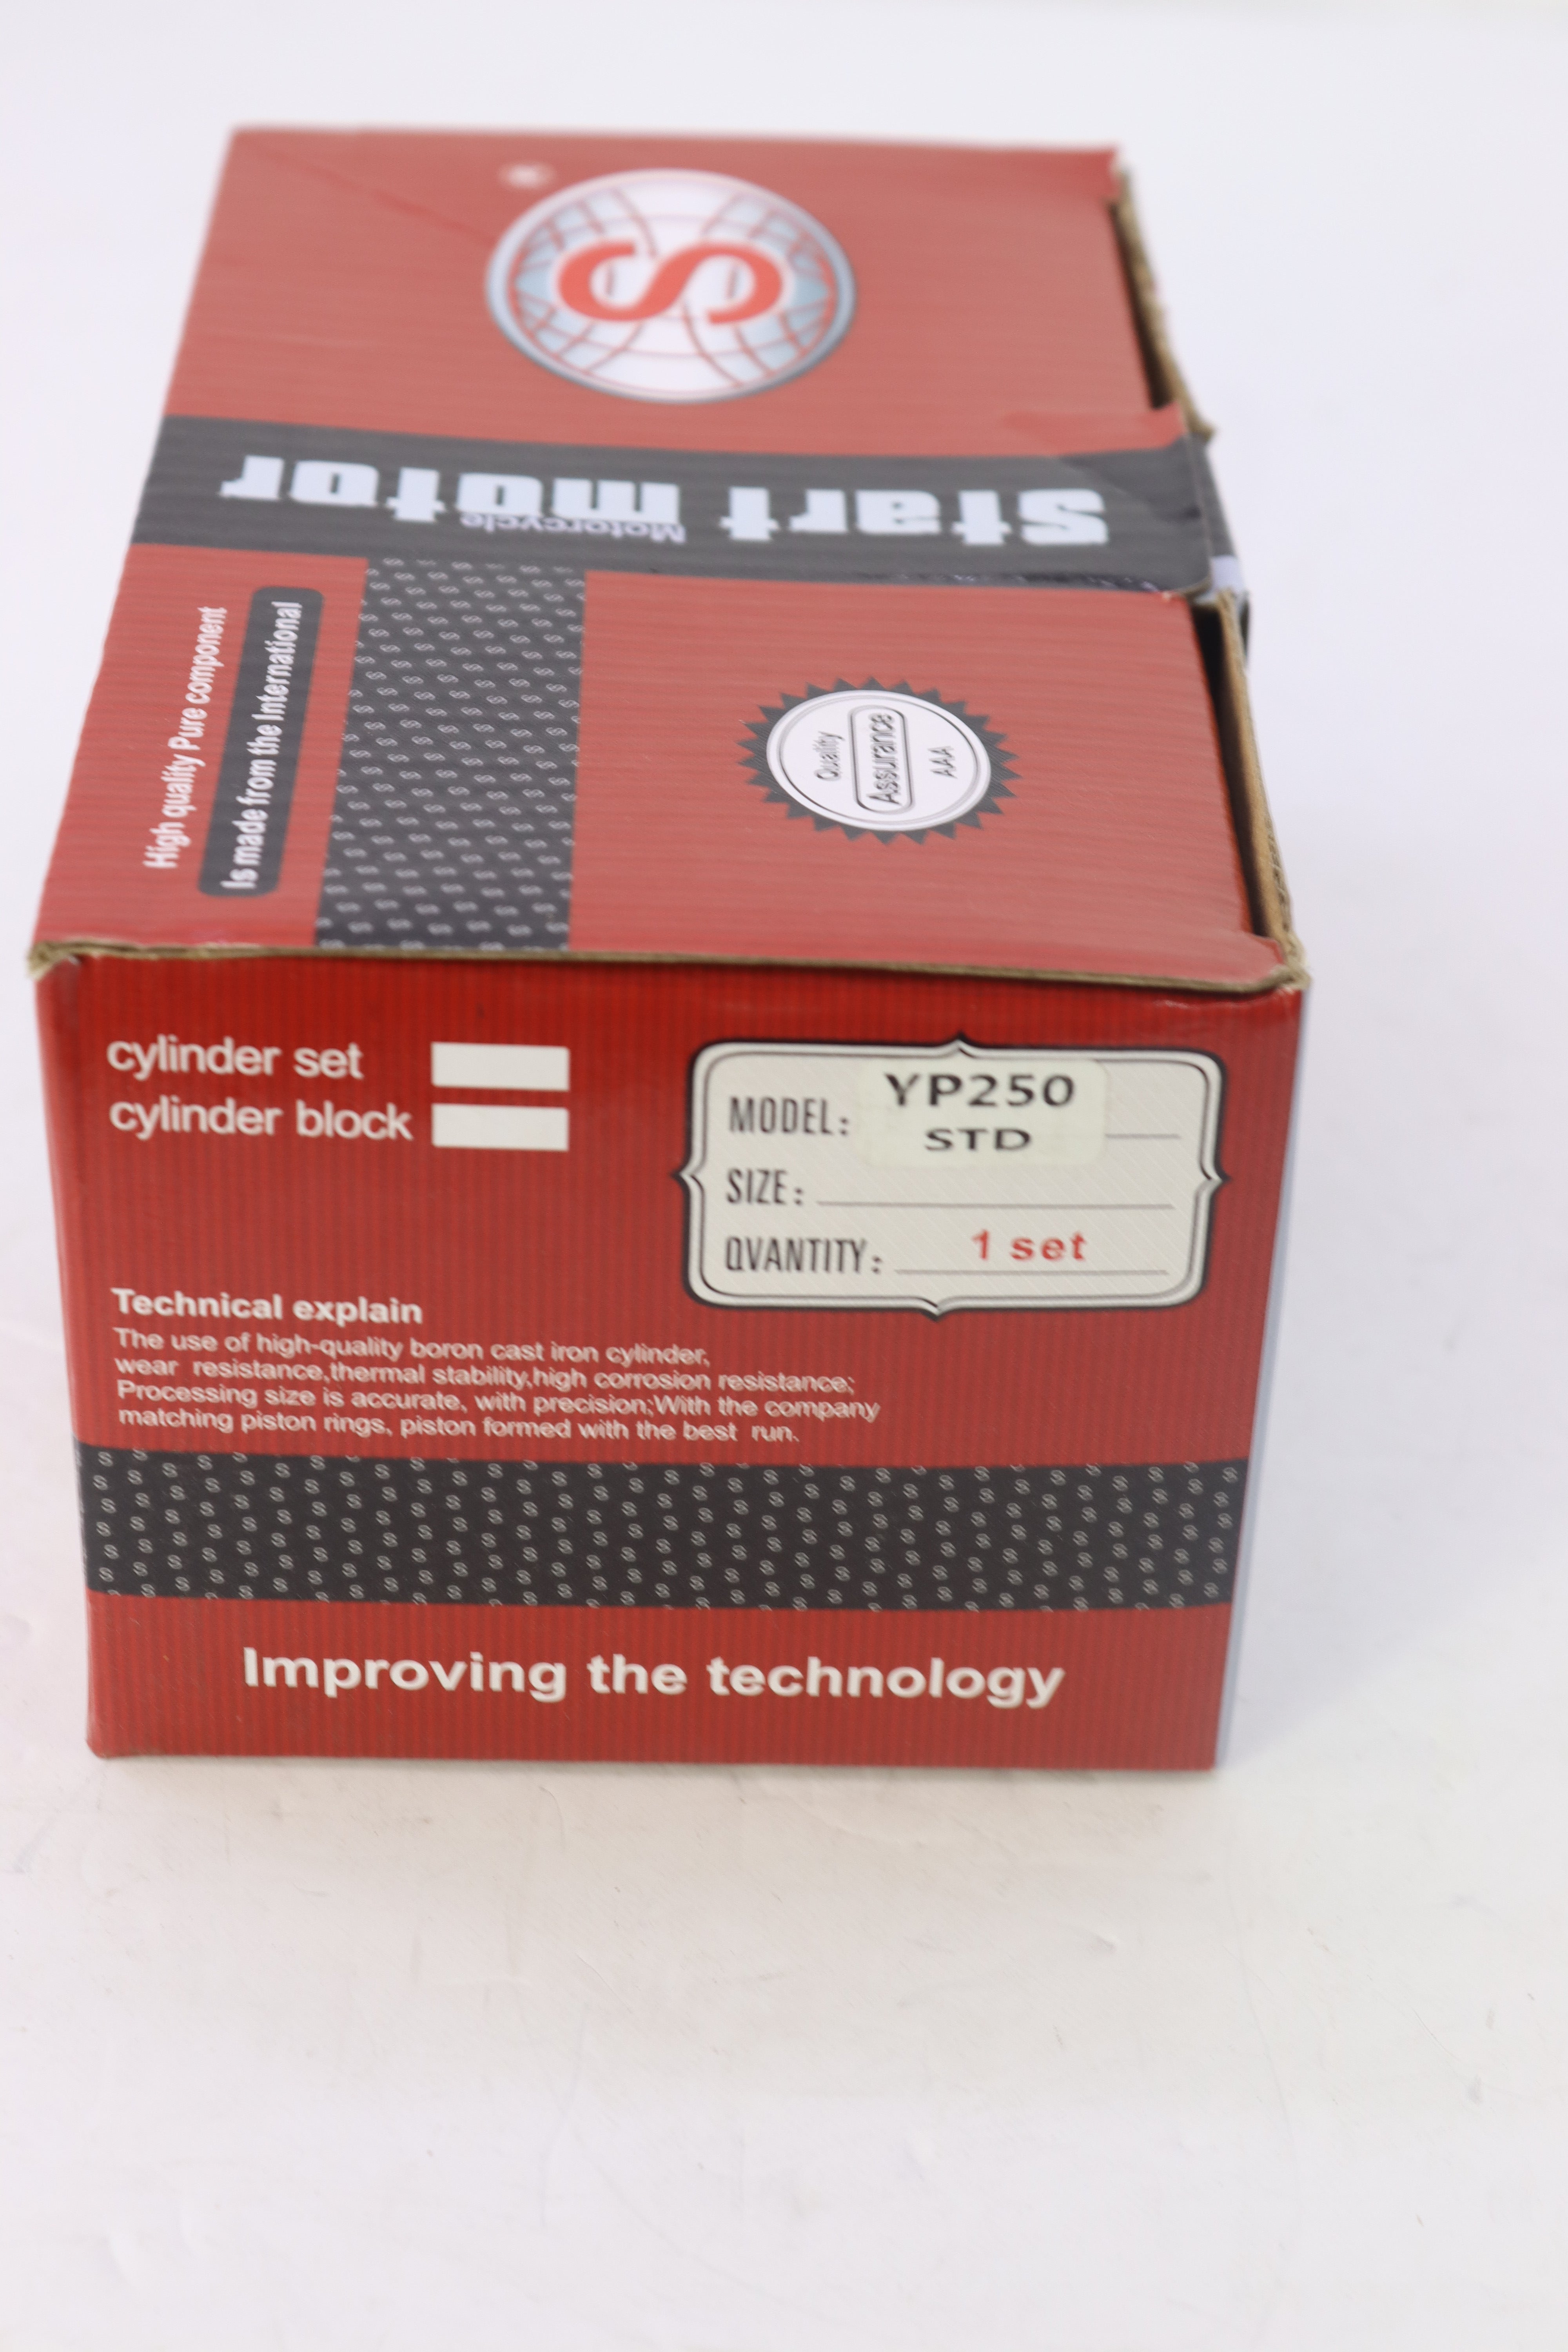 S
Start motor
Motorcycle
High quality Pure component
Is made from the International
Quality
Assurance
AAA
cylinder set
cylinder block
MODEL: YP250
STD
SIZE:
QVANTITY: 1 set
Technical explain
The use of high-quality boron cast iron cylinder,
wear resistance,thermal stability,high corrosion resistance;
Processing size is accurate, with precision;With the company
matching piston rings, piston formed with the best run.
Improving the technology